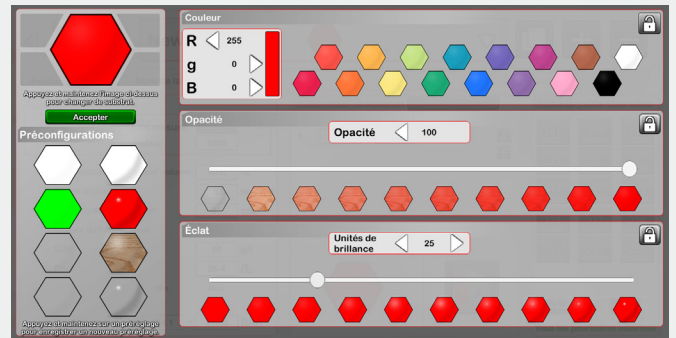 Appuyez et maintenez l'image ci-dessus
pour changer de substrat.
Accepter
Préconfigurations
Appuyez et maintenez sur un préréglage
pour enregistrer un nouveau préréglage.
Couleur
R 255
g 0
B 0
Opacité
Opacité 100
Éclat
Unités de
brillance 25